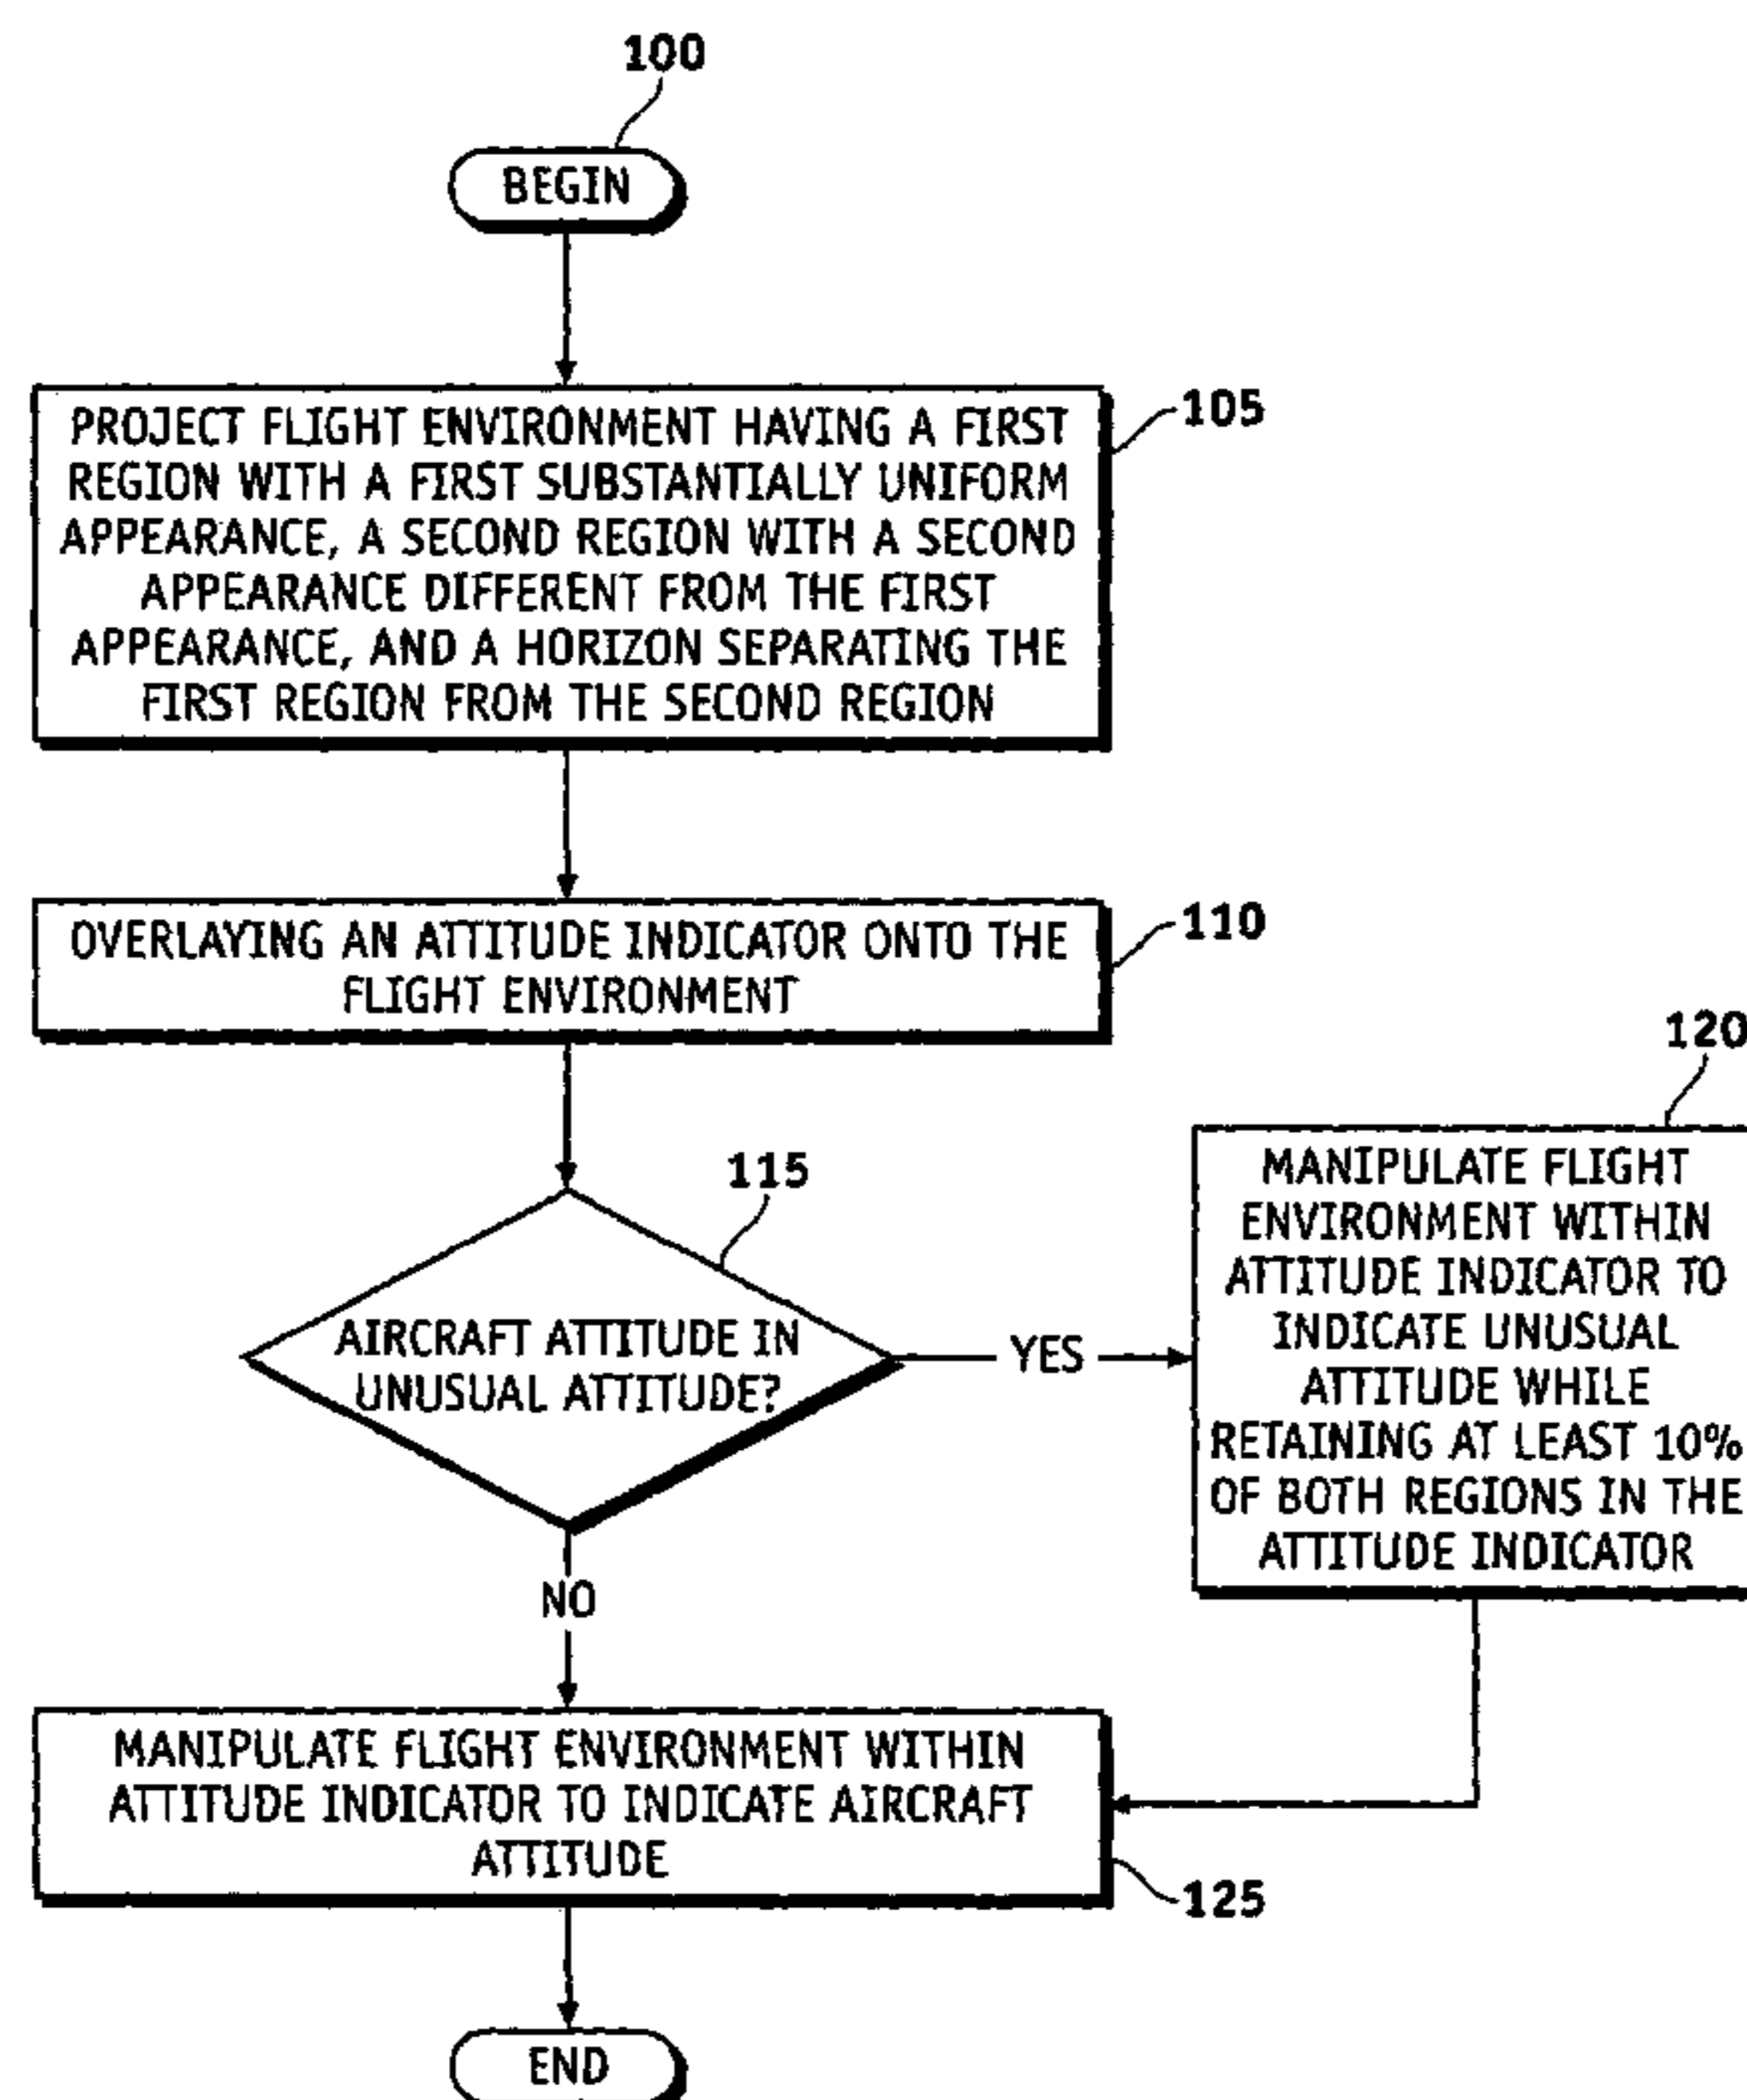 100
BEGIN
PROJECT FLIGHT ENVIRONMENT HAVING A FIRST
REGION WITH A FIRST SUBSTANTIALLY UNIFORM
APPEARANCE, A SECOND REGION WITH A SECOND
APPEARANCE DIFFERENT FROM THE FIRST
APPEARANCE, AND A HORIZON SEPARATING THE
FIRST REGION FROM THE SECOND REGION
105
OVERLAYING AN ATTITUDE INDICATOR ONTO THE
FLIGHT ENVIRONMENT
110
115
AIRCRAFT ATTITUDE IN
UNUSUAL ATTITUDE?
YES
120
MANIPULATE FLIGHT
ENVIRONMENT WITHIN
ATTITUDE INDICATOR TO
INDICATE UNUSUAL
ATTITUDE WHILE
RETAINING AT LEAST 10%
OF BOTH REGIONS IN THE
ATTITUDE INDICATOR
NO
MANIPULATE FLIGHT ENVIRONMENT WITHIN
ATTITUDE INDICATOR TO INDICATE AIRCRAFT
ATTITUDE
125
END